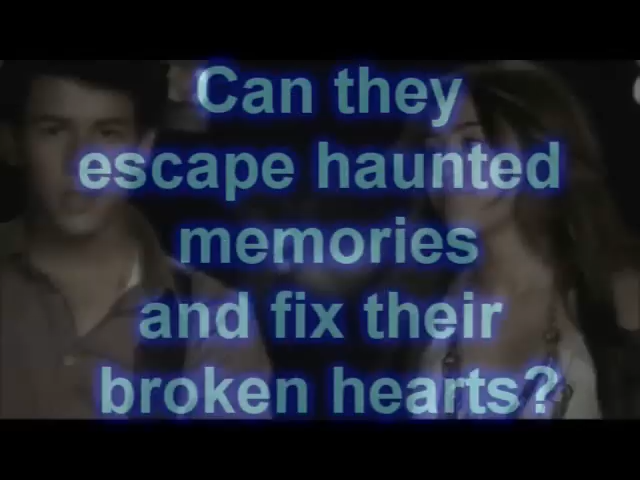 Can they
escape haunted
memories
and fix their
broken hearts?